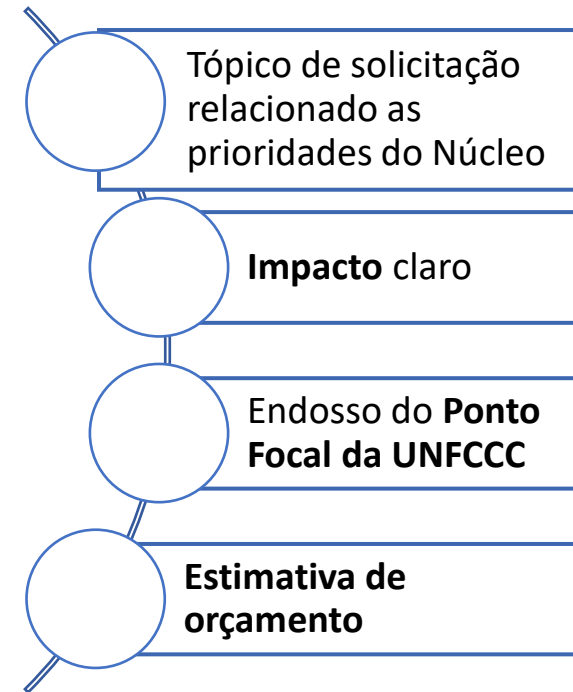 Tópico de solicitação
relacionado as
prioridades do Núcleo
Impacto claro
Endosso do Ponto
Focal da UNFCCC
Estimativa de
orçamento